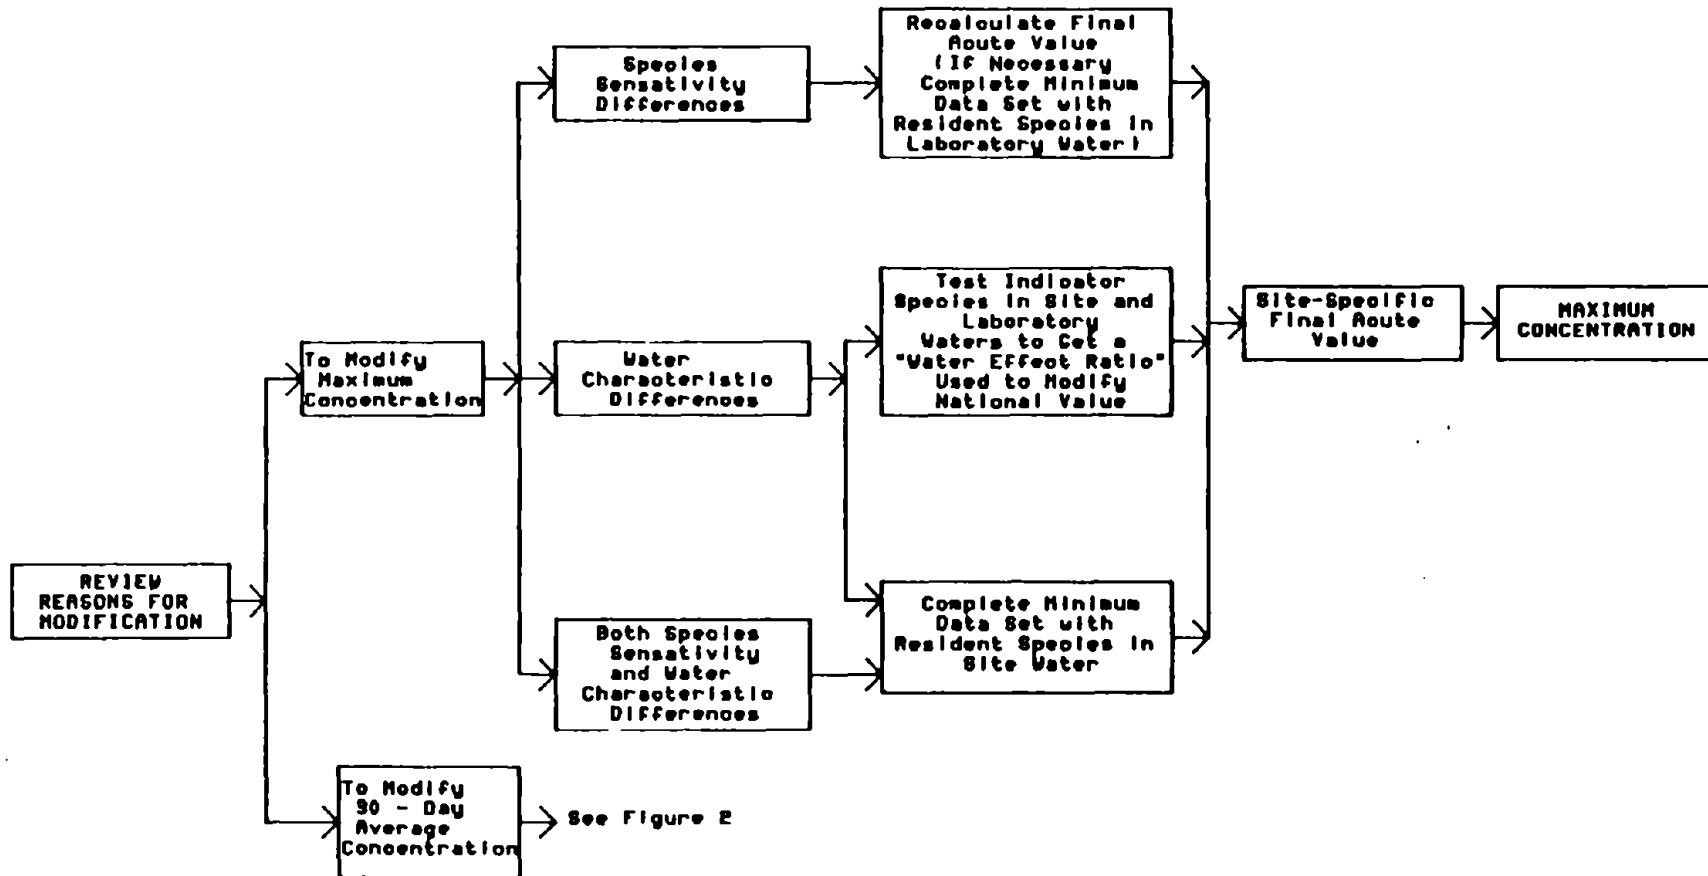 REVIEW
REASONS FOR
MODIFICATION
To Modify
Maximum
Concentration
To Modify
30 - Day
Average
Concentration
See Figure 2
Species
Sensativity
Differences
Water
Characteristic
Differences
Both Species
Sensativity
and Water
Characteristic
Differences
Recalculate Final
Acute Value
(If Necessary
Complete Minimum
Data Set with
Resident Species in
Laboratory Water)
Test Indicator
Species in Site and
Laboratory
Waters to Get a
"Water Effect Ratio"
Used to Modify
National Value
Complete Minimum
Data Set with
Resident Species in
Site Water
Site-Specific
Final Acute
Value
MAXIMUM
CONCENTRATION